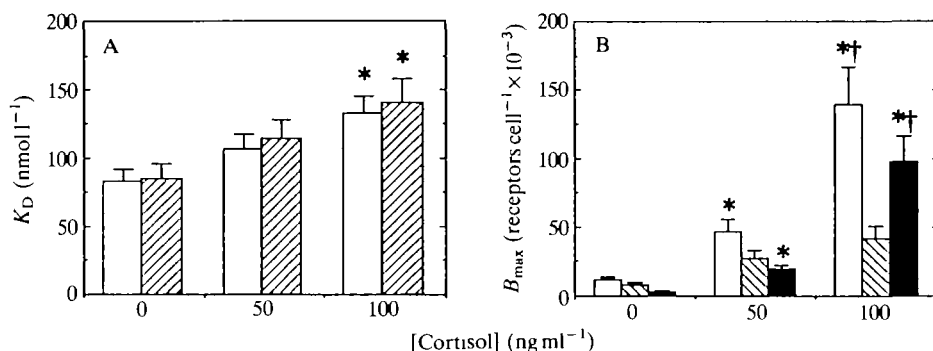 A
K_D (nmol l⁻¹)
200
150
100
50
0
* *
0 50 100
B
B_max (receptors cell⁻¹ × 10⁻³)
200
150
100
50
0
* *
*† *†
0 50 100
[Cortisol] (ng ml⁻¹)